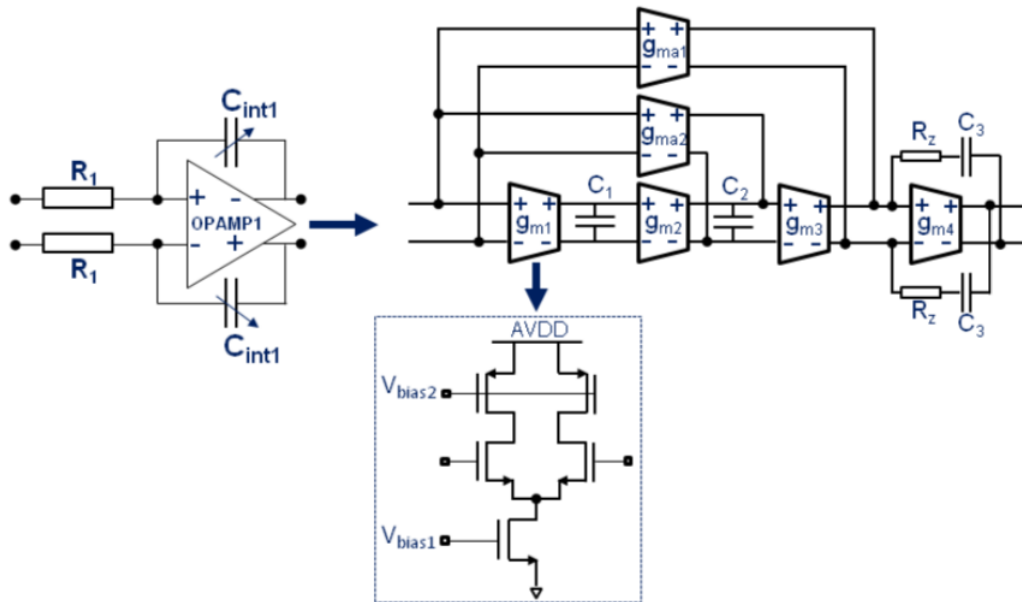 + +
g_ma1
- -
C_int1
+ +
g_ma2
- -
R_z
C_3
R_1
+ -
OPAMP1
- +
R_1
C_1
C_2
+ +
g_m1
- -
+ +
g_m2
- -
+ +
g_m3
- -
+ +
g_m4
- -
R_z
C_3
C_int1
AVDD
V_bias2
V_bias1